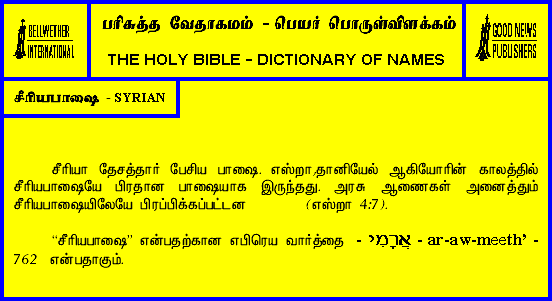 BELLWETHER
INTERNATIONAL
பரிசுத்த வேதாகமம் - பெயர் பொருள்விளக்கம்
THE HOLY BIBLE - DICTIONARY OF NAMES
GOOD NEWS
PUBLISHERS
சீரியபாஷை - SYRIAN
சீரியா தேசத்தார் பேசிய பாஷை. எஸ்றா,தானியேல் ஆகியோரின் காலத்தில்
சீரியபாஷையே பிரதான பாஷையாக இருந்தது. அரசு ஆணைகள் அனைத்தும்
சீரியபாஷையிலேயே பிரப்பிக்கப்பட்டன (எஸ்றா 4:7).
“சீரியபாஷை” என்பதற்கான எபிரெய வார்த்தை - אֲרָמִי - ar-aw-meeth’ -
762 என்பதாகும்.